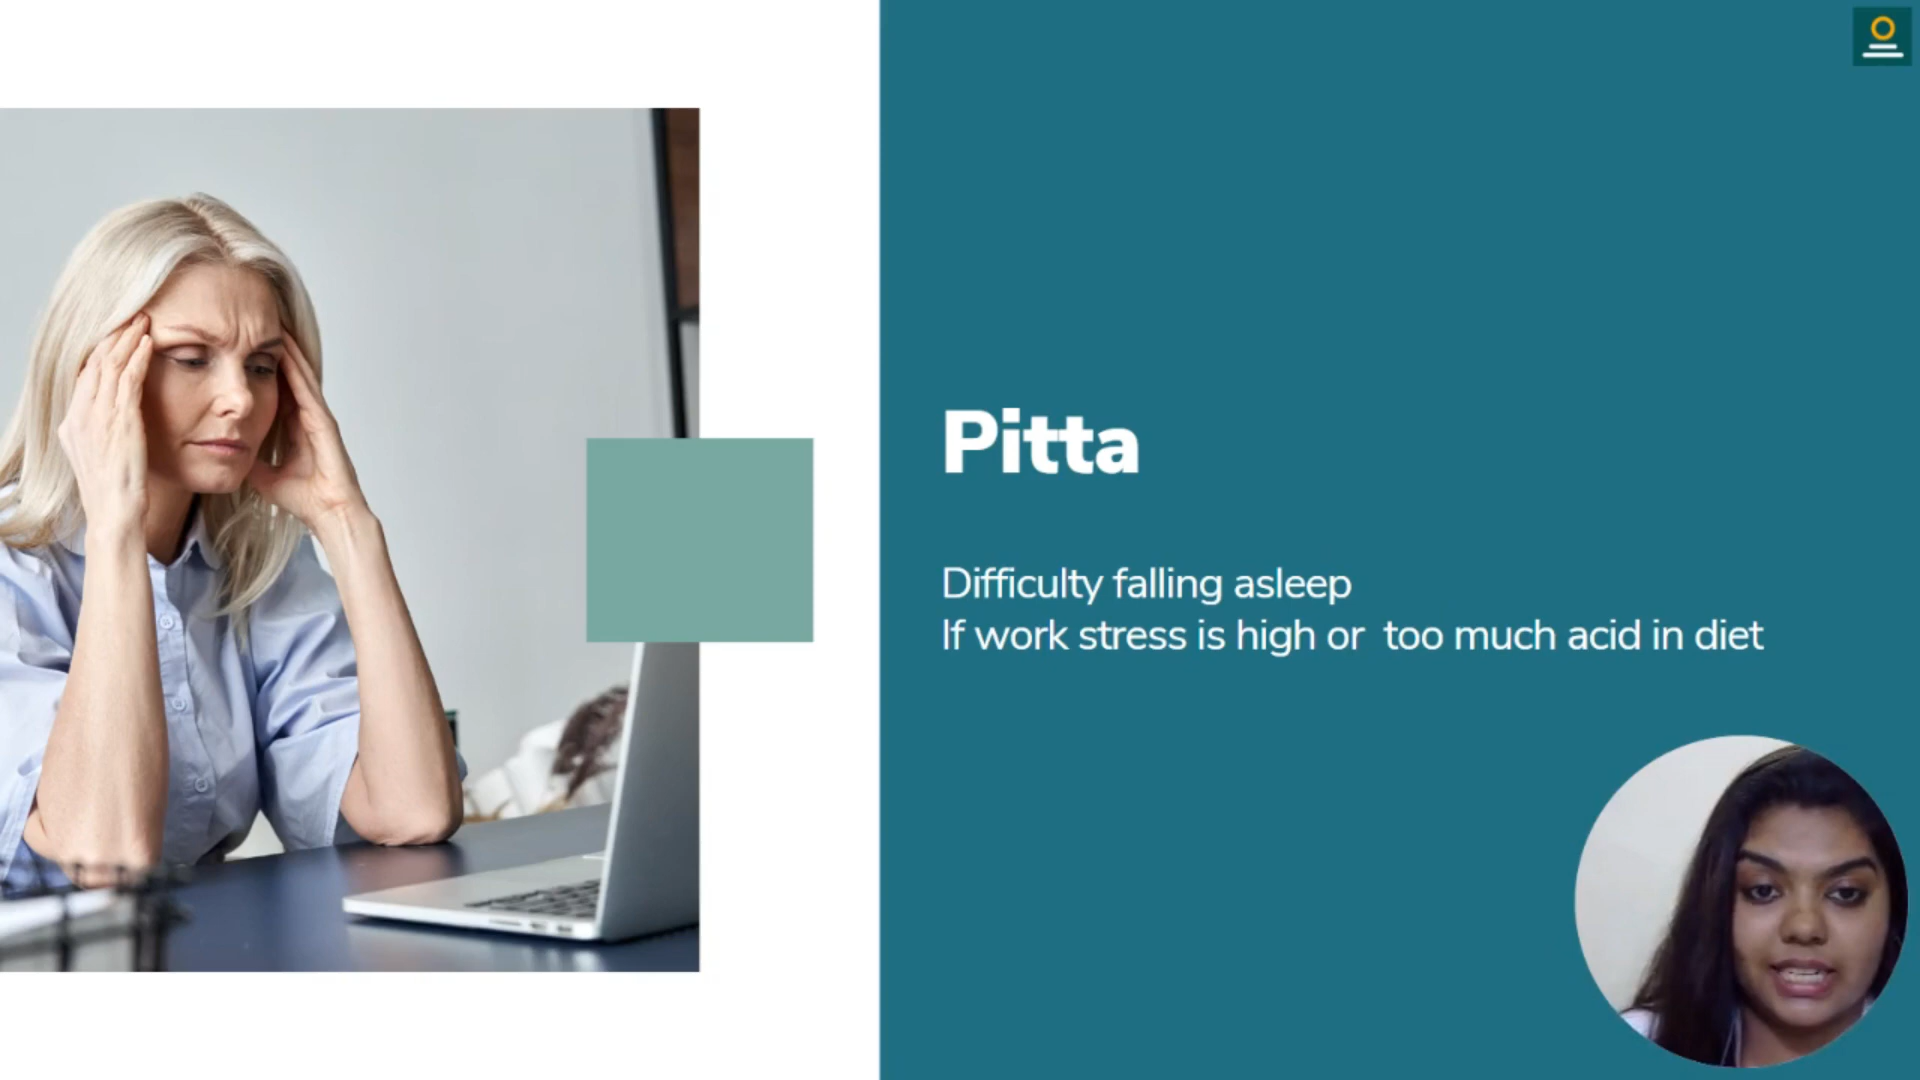 Pitta
Difficulty falling asleep
If work stress is high or  too much acid in diet